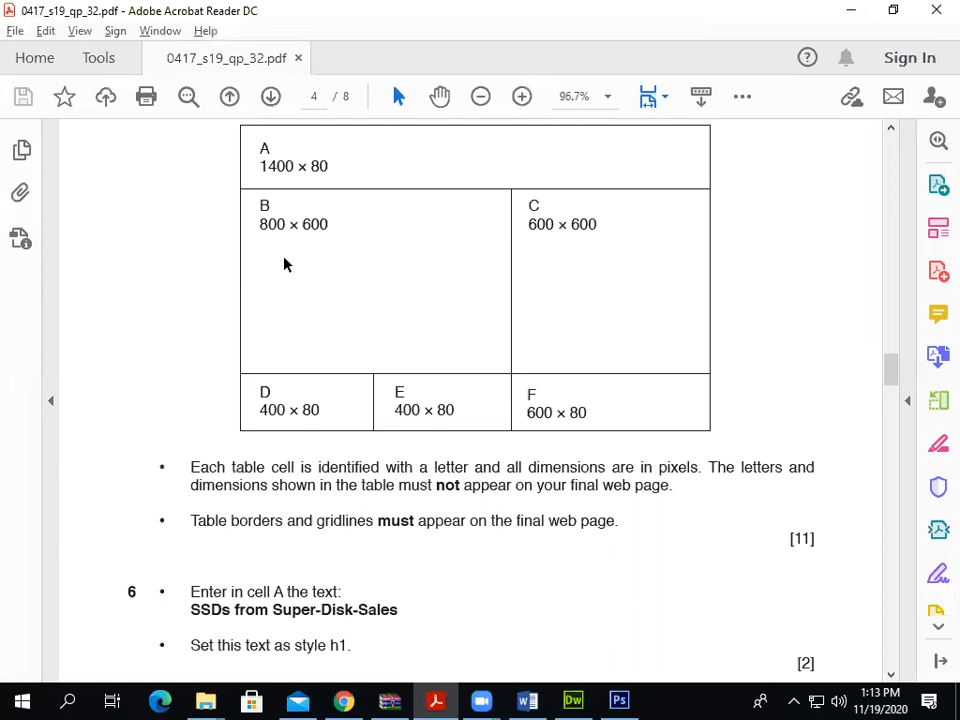 0417_s19_qp_32.pdf - Adobe Acrobat Reader DC
File Edit View Window Help
Home Tools 0417_s19_qp_32.pdf × Sign In
4 / 8 96.7%
A
1400 × 80
B
800 × 600
C
600 × 600
D
400 × 80
E
400 × 80
F
600 × 80
• Each table cell is identified with a letter and all dimensions are in pixels. The letters and
dimensions shown in the table must not appear on your final web page.
• Table borders and gridlines must appear on the final web page.
[11]
6 • Enter in cell A the text:
SSDs from Super-Disk-Sales
• Set this text as style h1.
[2]
Dw Ps
1:13 PM
11/19/2020